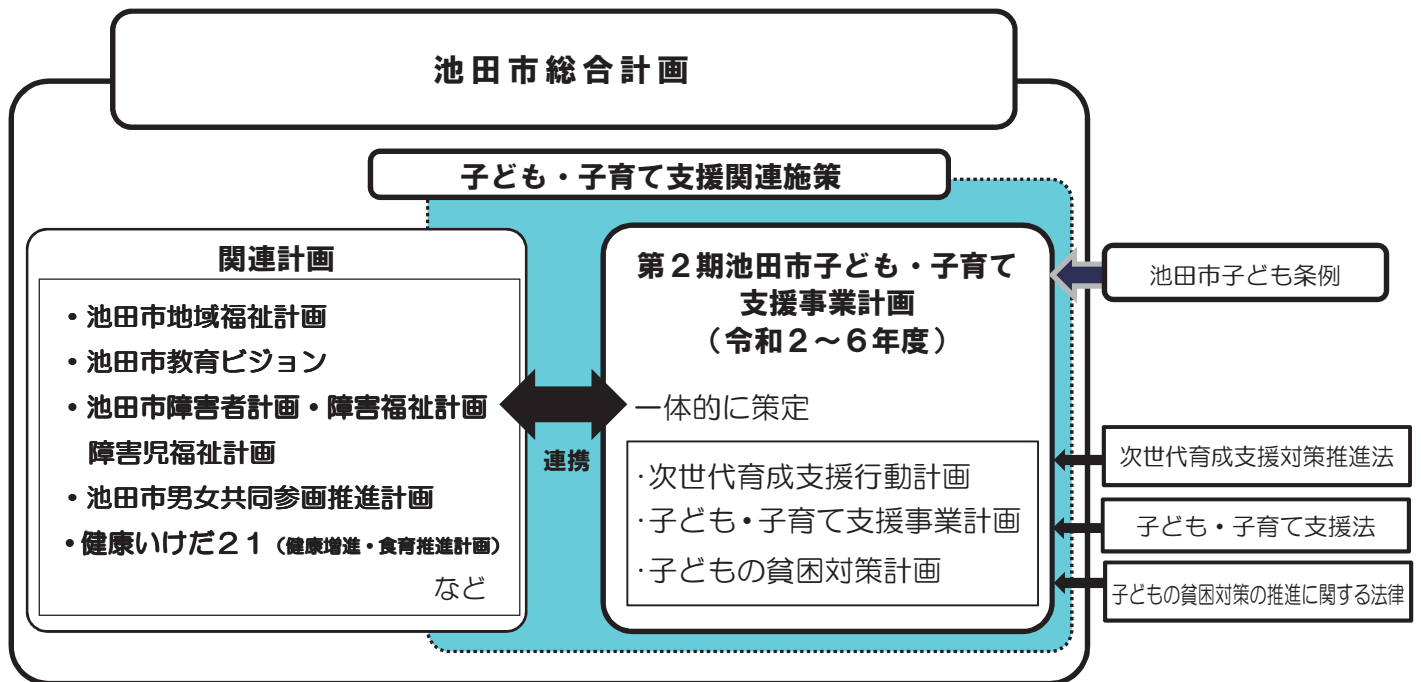 池田市総合計画
子ども・子育て支援関連施策
関連計画
・池田市地域福祉計画
・池田市教育ビジョン
・池田市障害者計画・障害福祉計画
障害児福祉計画
・池田市男女共同参画推進計画
・健康いけだ21（健康増進・食育推進計画）
など
連携
第2期池田市子ども・子育て
支援事業計画
（令和2～6年度）
一体的に策定
・次世代育成支援行動計画
・子ども・子育て支援事業計画
・子どもの貧困対策計画
池田市子ども条例
次世代育成支援対策推進法
子ども・子育て支援法
子どもの貧困対策の推進に関する法律